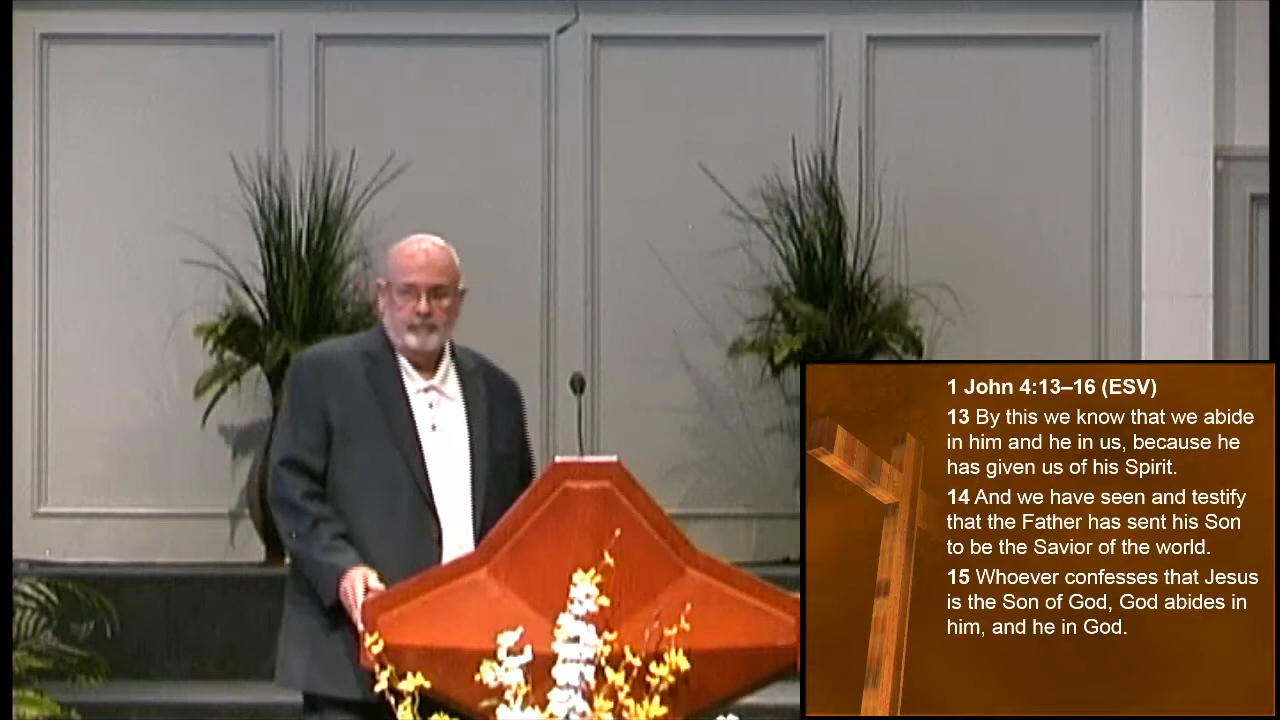 1 John 4:13–16 (ESV)
13 By this we know that we abide
in him and he in us, because he
has given us of his Spirit.
14 And we have seen and testify
that the Father has sent his Son
to be the Savior of the world.
15 Whoever confesses that Jesus
is the Son of God, God abides in
him, and he in God.